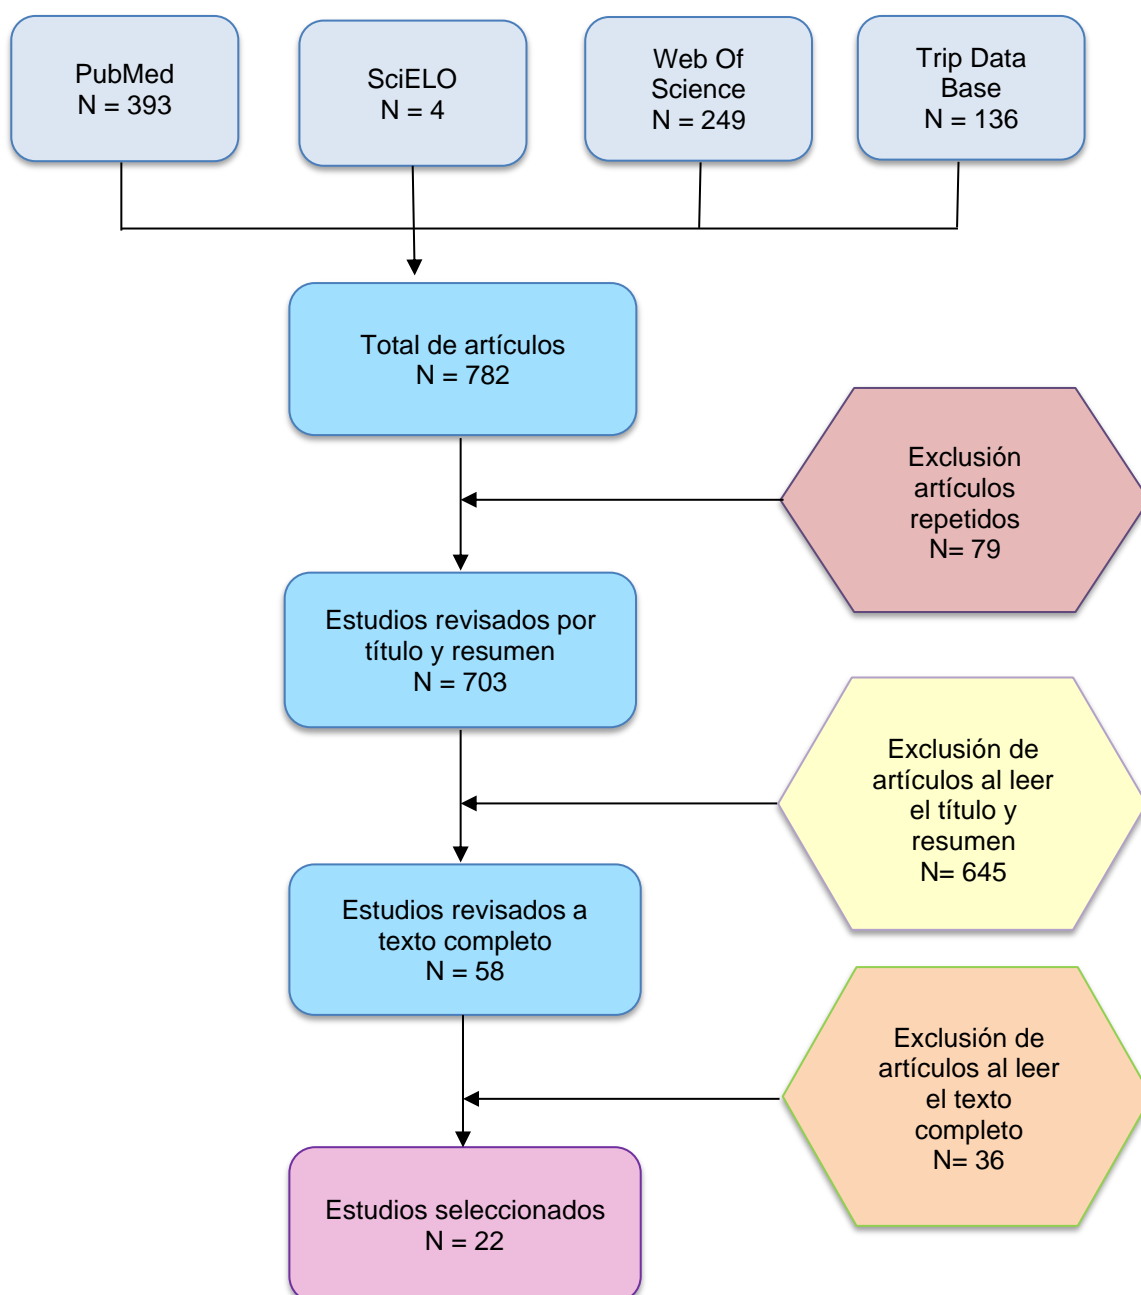 PubMed
N = 393
SciELO
N = 4
Web Of
Science
N = 249
Trip Data
Base
N = 136
Total de artículos
N = 782
Exclusión
artículos
repetidos
N= 79
Estudios revisados por
título y resumen
N = 703
Exclusión de
artículos al leer
el título y
resumen
N= 645
Estudios revisados a
texto completo
N = 58
Exclusión de
artículos al leer
el texto
completo
N= 36
Estudios seleccionados
N = 22